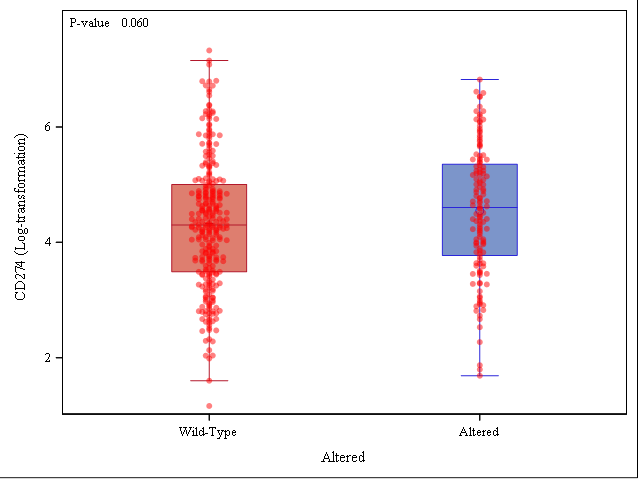 P-value 0.060
6
4
2
CD274 (Log-transformation)
Wild-Type
Altered
Altered